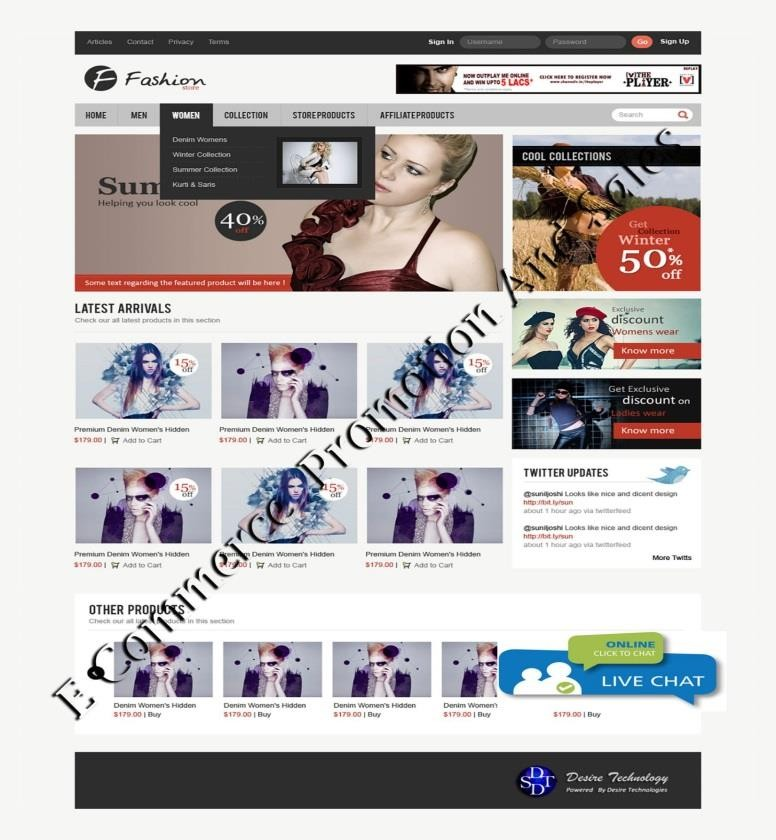 Articles Contact Privacy Terms
Sign In Username Password Go Sign Up
Fashion
store
NOW OUTPLAY ME ONLINE
AND WIN UPTO 5 LACS*
CLICK HERE TO REGISTER NOW
REPLAY
[V] THE PLAYER
HOME MEN WOMEN COLLECTION STORE PRODUCTS AFFILIATE PRODUCTS Search
Denim Womens
Winter Collection
Summer Collection
Kurti & Saris
Sum
Helping you look cool
40%
off
Some text regarding the featured product will be here !
COOL COLLECTIONS
Get
Collection
Winter
50%*
off
E Commerce Promotion And Sales
LATEST ARRIVALS
Check our all latest products in this section
15%
off
15%
off
Premium Denim Women's Hidden
$179.00 | Add to Cart
Premium Denim Women's Hidden
$179.00 | Add to Cart
Premium Denim Women's Hidden
$179.00 | Add to Cart
15%
off
15%
off
Premium Denim Women's Hidden
$179.00 | Add to Cart
Premium Denim Women's Hidden
$179.00 | Add to Cart
Premium Denim Women's Hidden
$179.00 | Add to Cart
Exclusive
discount
Womens wear
Know more
Get Exclusive
discount on
Ladies wear
Know more
TWITTER UPDATES
@suniljoshi Looks like nice and dicent design
http://bit.ly/sun
about 1 hour ago via twitterfeed
@suniljoshi Looks like nice and dicent design
http://bit.ly/sun
about 1 hour ago via twitterfeed
More Twitts
OTHER PRODUCTS
Check our all latest products in this section
Denim Women's Hidden
$179.00 | Buy
Denim Women's Hidden
$179.00 | Buy
Denim Women's Hidden
$179.00 | Buy
Denim Women's
$179.00 | Buy
$179.00 | Buy
ONLINE
CLICK TO CHAT
LIVE CHAT
SDDT
Desire Technology
Powered By Desire Technologies